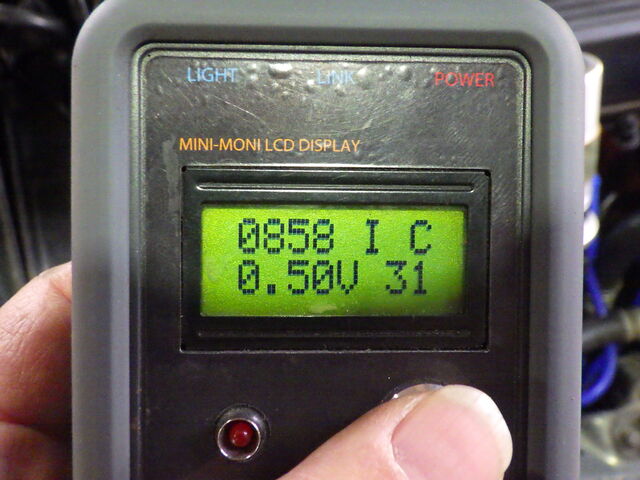 LIGHT LINK POWER
MINI-MONI LCD DISPLAY
0858 I C
0.50V 31